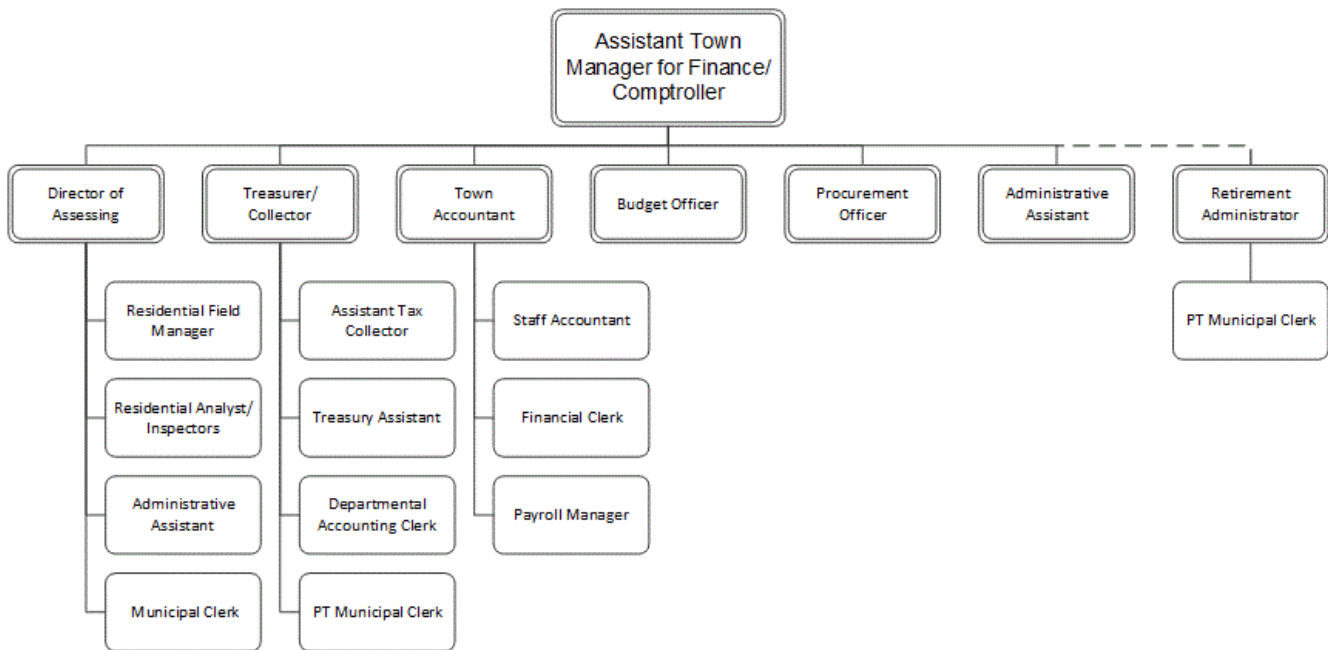 Assistant Town
Manager for Finance/
Comptroller
Director of
Assessing
Treasurer/
Collector
Town
Accountant
Budget Officer
Procurement
Officer
Administrative
Assistant
Retirement
Administrator
Residential Field
Manager
Assistant Tax
Collector
Staff Accountant
PT Municipal Clerk
Residential Analyst/
Inspectors
Treasury Assistant
Financial Clerk
Administrative
Assistant
Departmental
Accounting Clerk
Payroll Manager
Municipal Clerk
PT Municipal Clerk